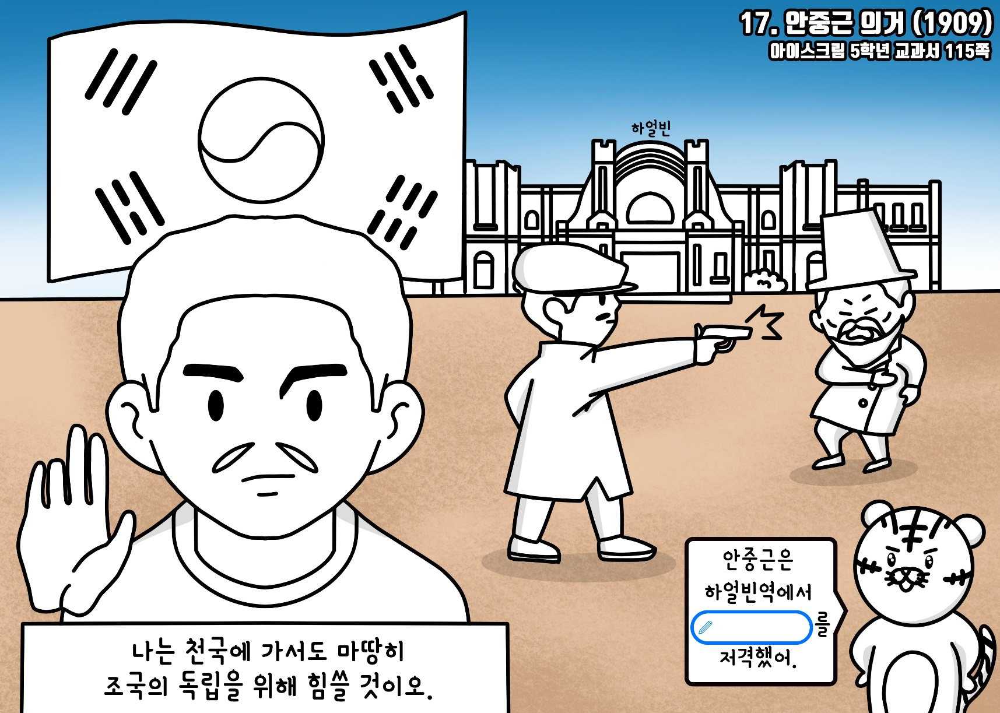 17. 안중근 의거 (1909)
아이스크림 5학년 교과서 115쪽
하얼빈
안중근은
하얼빈역에서
를
저격했어.
나는 천국에 가서도 마땅히
조국의 독립을 위해 힘쓸 것이오.